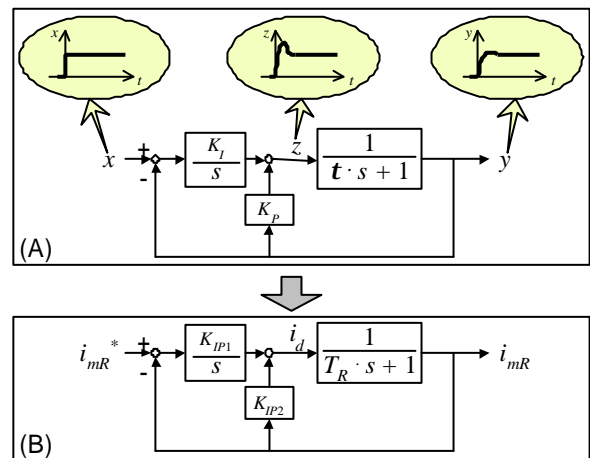 x
t
z
t
y
t
x
+
-
K_I
s
z
1
t · s + 1
y
K_P
(A)
i_mR*
+
-
K_IP1
s
i_d
1
T_R · s + 1
i_mR
K_IP2
(B)